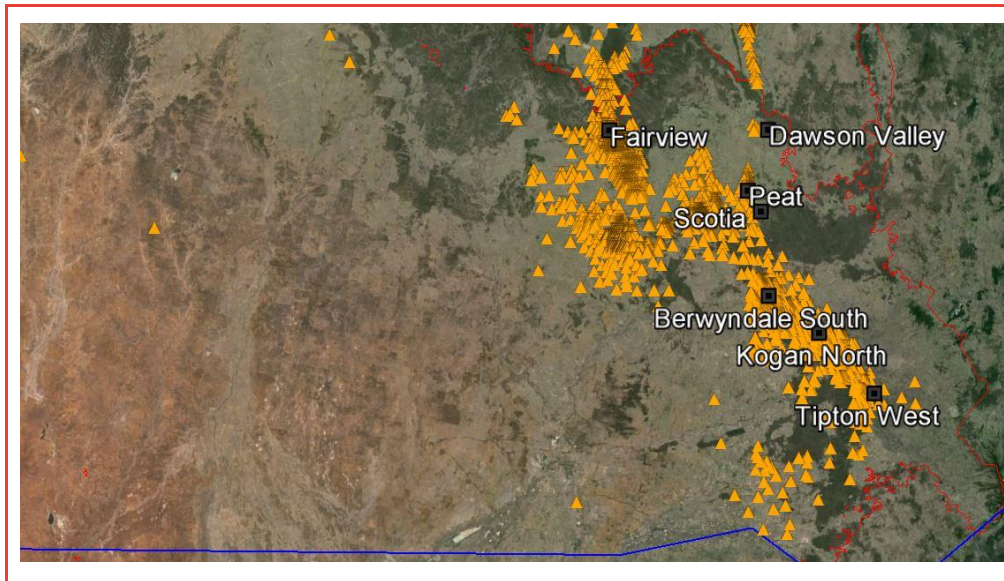 Fairview
Dawson Valley
Peat
Scotia
Berwyndale South
Kogan North
Tipton West